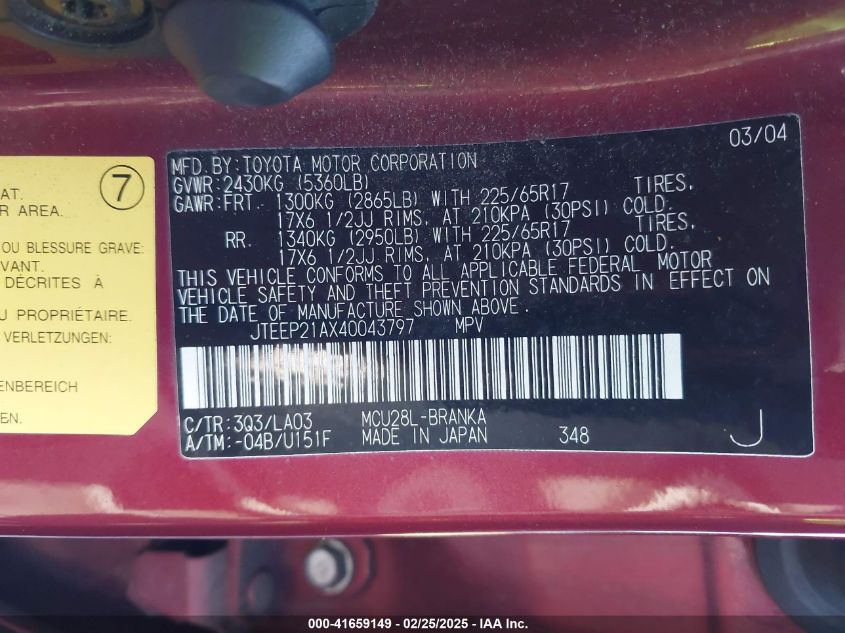 03/04
MFD.BY:TOYOTA MOTOR CORPORATION
GVWR:2430KG (5360LB)
GAWR:FRT. 1300KG (2865LB) WITH 225/65R17 TIRES,
17X6 1/2JJ RIMS, AT 210KPA (30PSI) COLD.
RR. 1340KG (2950LB) WITH 225/65R17 TIRES,
17X6 1/2JJ RIMS, AT 210KPA (30PSI) COLD.
THIS VEHICLE CONFORMS TO ALL APPLICABLE FEDERAL MOTOR
VEHICLE SAFETY AND THEFT PREVENTION STANDARDS IN EFFECT ON
THE DATE OF MANUFACTURE SHOWN ABOVE.
JTEEP21AX40043797 MPV
C/TR:3Q3/LA03 MCU28L-BRANKA
A/TM:-04B/U151F MADE IN JAPAN 348 J
7
AT.
R AREA.
OU BLESSURE GRAVE:
VANT.
DÉCRITES À
U PROPRIÉTAIRE.
VERLETZUNGEN.
ENBEREICH
EN.
000-41659149 - 02/25/2025 - IAA Inc.